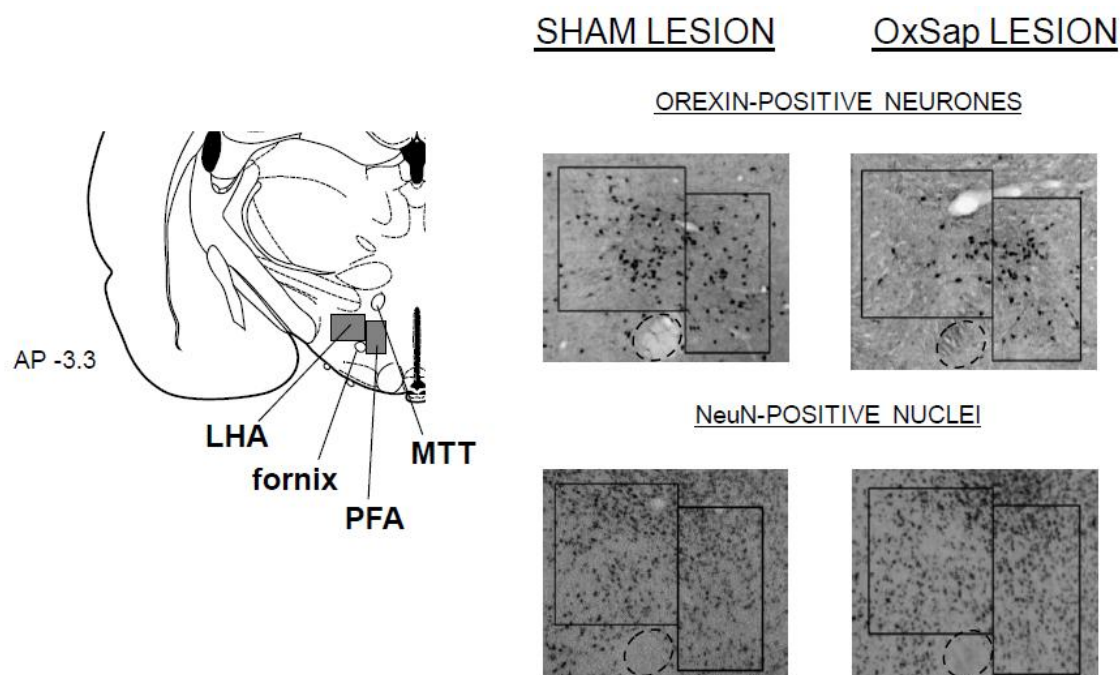 SHAM LESION OxSap LESION
OREXIN-POSITIVE NEURONES
AP -3.3
LHA
MTT
fornix
PFA
NeuN-POSITIVE NUCLEI